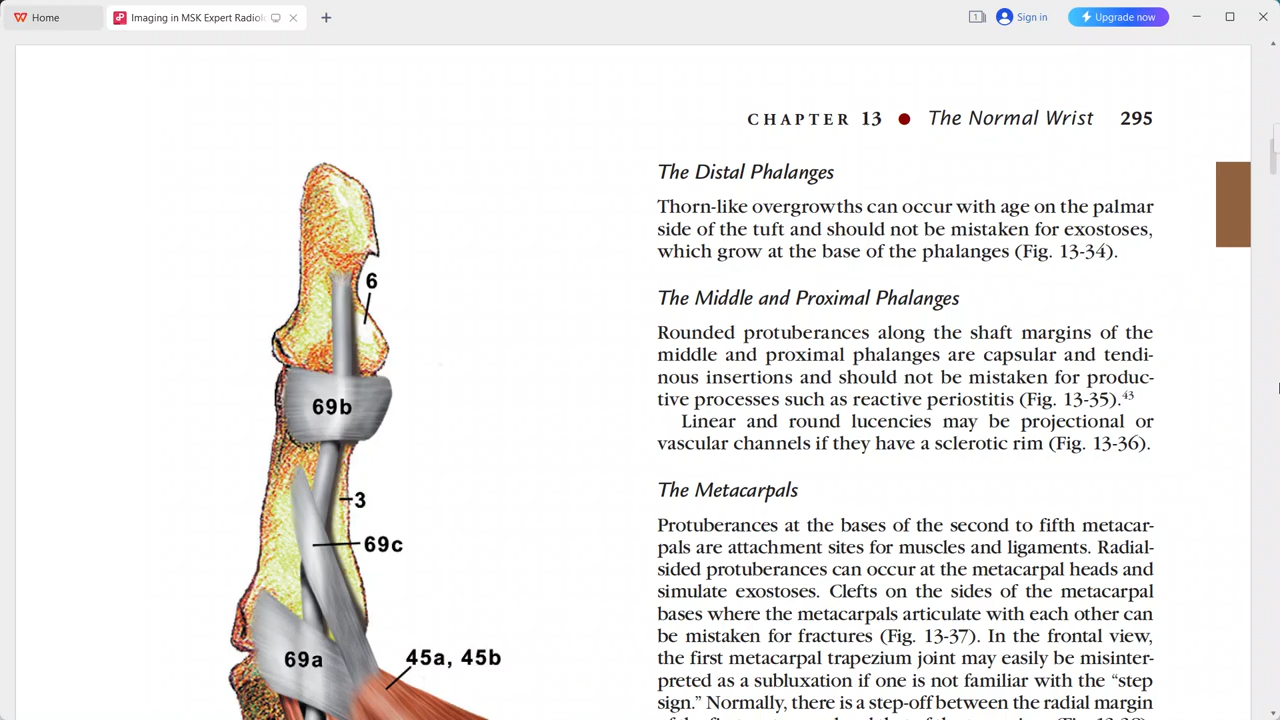 Home
Imaging in MSK Expert Radiolo
Sign in
Upgrade now
CHAPTER 13 ● The Normal Wrist 295
6
69b
3
69c
69a
45a, 45b
The Distal Phalanges
Thorn-like overgrowths can occur with age on the palmar
side of the tuft and should not be mistaken for exostoses,
which grow at the base of the phalanges (Fig. 13-34).
The Middle and Proximal Phalanges
Rounded protuberances along the shaft margins of the
middle and proximal phalanges are capsular and tendi-
nous insertions and should not be mistaken for produc-
tive processes such as reactive periostitis (Fig. 13-35).43
Linear and round lucencies may be projectional or
vascular channels if they have a sclerotic rim (Fig. 13-36).
The Metacarpals
Protuberances at the bases of the second to fifth metacar-
pals are attachment sites for muscles and ligaments. Radial-
sided protuberances can occur at the metacarpal heads and
simulate exostoses. Clefts on the sides of the metacarpal
bases where the metacarpals articulate with each other can
be mistaken for fractures (Fig. 13-37). In the frontal view,
the first metacarpal trapezium joint may easily be misinter-
preted as a subluxation if one is not familiar with the “step
sign.” Normally, there is a step-off between the radial margin